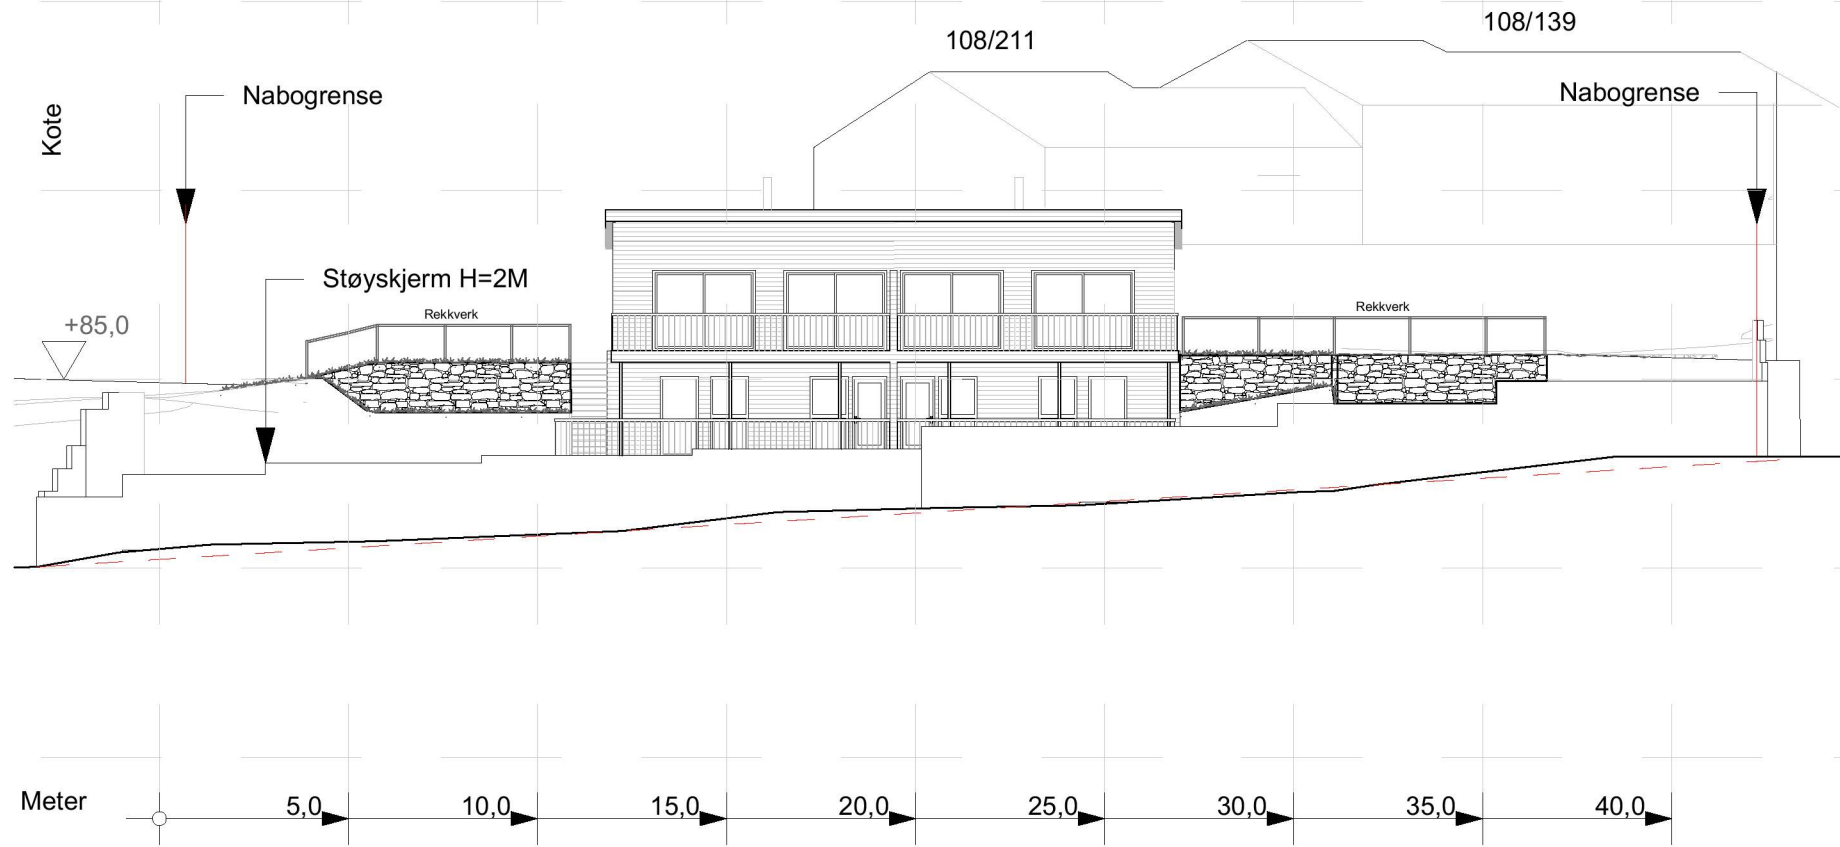 108/139
108/211
Nabogrense
Nabogrense
Kote
Støyskjerm H=2M
Rekkverk
Rekkverk
+85,0
Meter
5,0
10,0
15,0
20,0
25,0
30,0
35,0
40,0